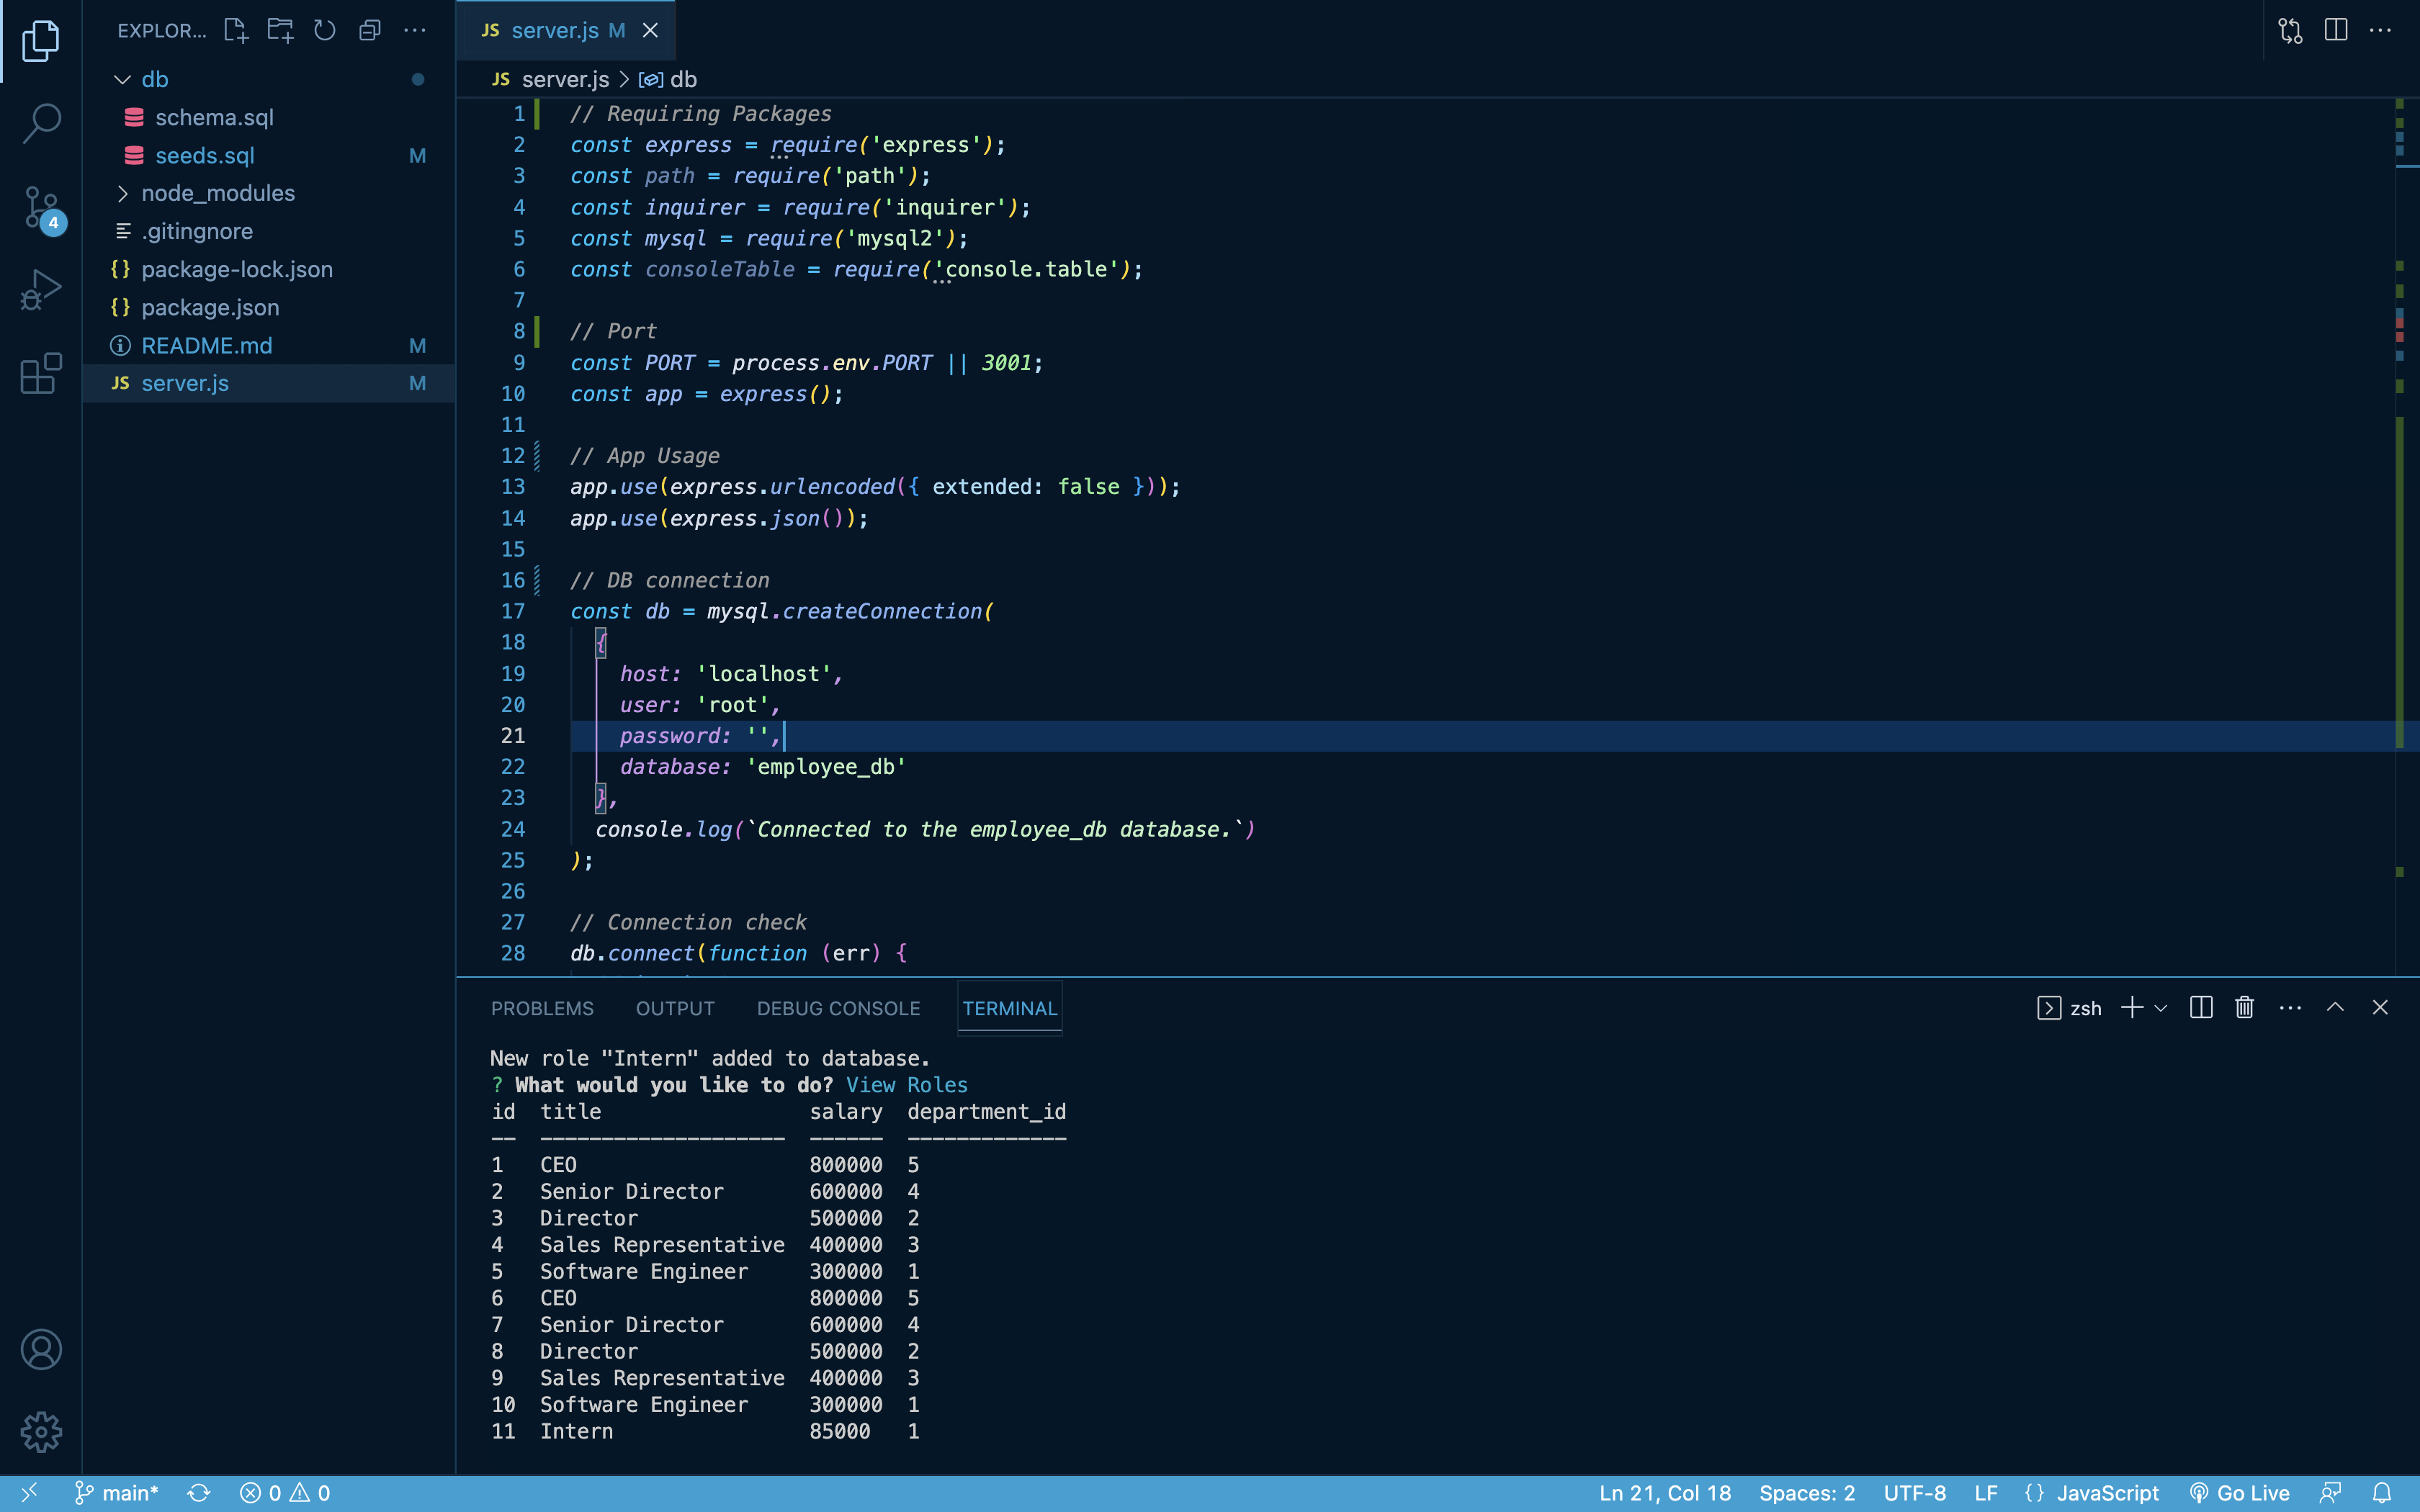 EXPLOR...
db
schema.sql
seeds.sql M
node_modules
.gitingnore
package-lock.json
package.json
README.md M
JS server.js M
4
JS server.js M
JS server.js > db
1 // Requiring Packages
2 const express = require('express');
3 const path = require('path');
4 const inquirer = require('inquirer');
5 const mysql = require('mysql2');
6 const consoleTable = require('console.table');
7
8 // Port
9 const PORT = process.env.PORT || 3001;
10 const app = express();
11
12 // App Usage
13 app.use(express.urlencoded({ extended: false }));
14 app.use(express.json());
15
16 // DB connection
17 const db = mysql.createConnection(
18 {
19 host: 'localhost',
20 user: 'root',
21 password: '',
22 database: 'employee_db'
23 },
24 console.log(`Connected to the employee_db database.`)
25 );
26
27 // Connection check
28 db.connect(function (err) {
PROBLEMS OUTPUT DEBUG CONSOLE TERMINAL zsh
New role "Intern" added to database.
? What would you like to do? View Roles
id title salary department_id
-- -------------------- ------ -------------
1 CEO 800000 5
2 Senior Director 600000 4
3 Director 500000 2
4 Sales Representative 400000 3
5 Software Engineer 300000 1
6 CEO 800000 5
7 Senior Director 600000 4
8 Director 500000 2
9 Sales Representative 400000 3
10 Software Engineer 300000 1
11 Intern 85000 1
main* 0 0 Ln 21, Col 18 Spaces: 2 UTF-8 LF {} JavaScript Go Live